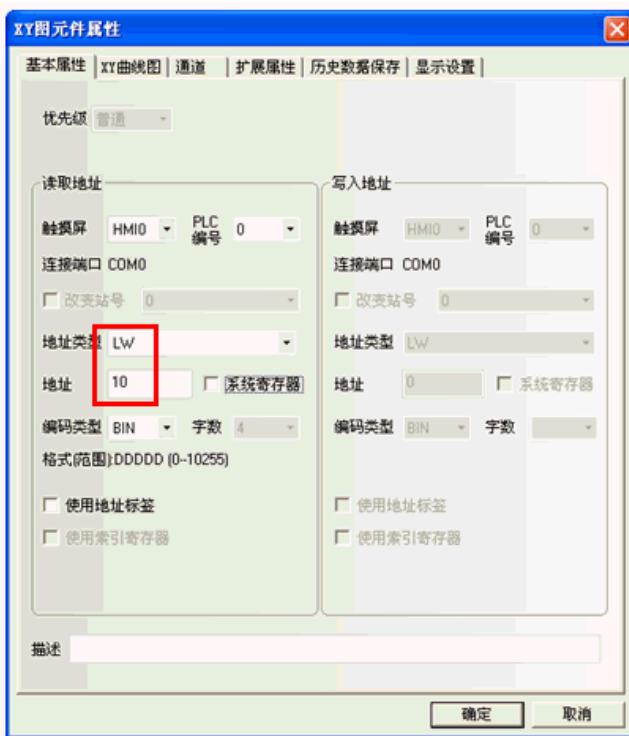 XY图元件属性
基本属性 XY曲线图 通道 扩展属性 历史数据保存 显示设置
优先级 普通
读取地址
触摸屏 HMI0 PLC编号 0
连接端口 COM0
改变站号 0
地址类型 LW
地址 10 系统寄存器
编码类型 BIN 字数 4
格式(范围):DDDDD (0--10255)
使用地址标签
使用索引寄存器
写入地址
触摸屏 HMI0 PLC编号 0
连接端口 COM0
改变站号 0
地址类型 LW
地址 0 系统寄存器
编码类型 BIN 字数
使用地址标签
使用索引寄存器
描述
确定 取消